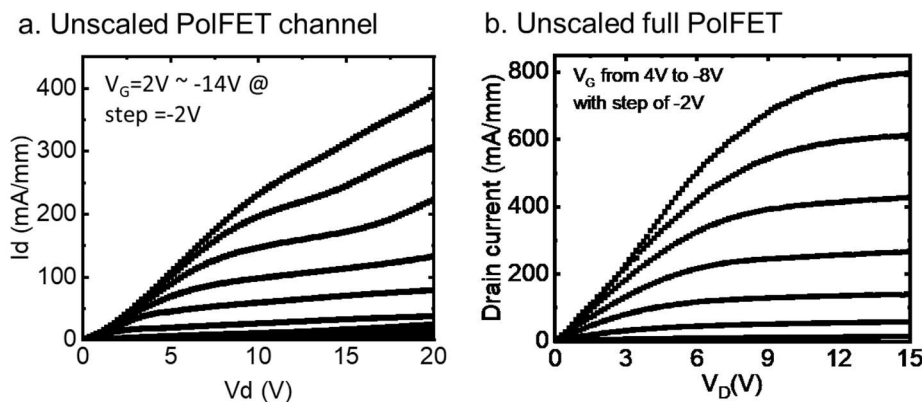 a. Unscaled PolFET channel
V_G=2V ~ -14V @
step =-2V
Id (mA/mm)
400
300
200
100
0
0 5 10 15 20
Vd (V)
b. Unscaled full PolFET
V_G from 4V to -8V
with step of -2V
Drain current (mA/mm)
800
600
400
200
0
0 3 6 9 12 15
V_D(V)